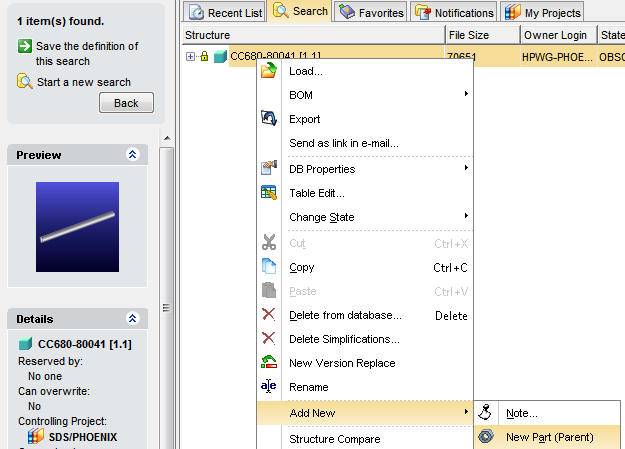 1 item(s) found.
Save the definition of
this search
Start a new search
Back
Preview
Details
CC680-80041 [1.1]
Reserved by:
No one
Can overwrite:
No
Controlling Project:
SDS/PHOENIX
Recent List
Search
Favorites
Notifications
My Projects
Structure
File Size
Owner Login
State
CC680-80041 [1.1]
70651
HPWG-PHOE...
OBSO
Load...
BOM
Export
Send as link in e-mail...
DB Properties
Table Edit...
Change State
Cut Ctrl+X
Copy Ctrl+C
Paste Ctrl+V
Delete from database... Delete
Delete Simplifications...
New Version Replace
Rename
Add New
Structure Compare
Note...
New Part (Parent)